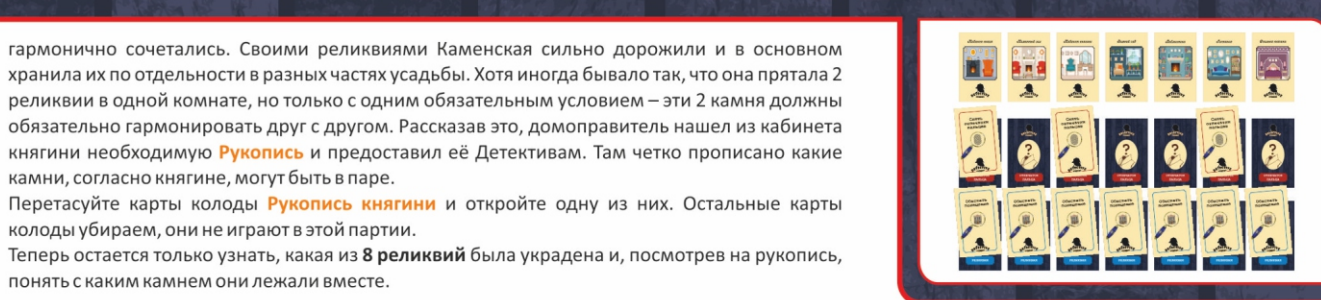 гармонично сочетались. Своими реликвиями Каменская сильно дорожили и в основном
хранила их по отдельности в разных частях усадьбы. Хотя иногда бывало так, что она прятала 2
реликвии в одной комнате, но только с одним обязательным условием – эти 2 камня должны
обязательно гармонировать друг с другом. Рассказав это, домоправитель нашел из кабинета
княгини необходимую Рукопись и предоставил её Детективам. Там четко прописано какие
камни, согласно княгине, могут быть в паре.
Перетасуйте карты колоды Рукопись княгини и откройте одну из них. Остальные карты
колоды убираем, они не играют в этой партии.
Теперь остается только узнать, какая из 8 реликвий была украдена и, посмотрев на рукопись,
понять с каким камнем они лежали вместе.